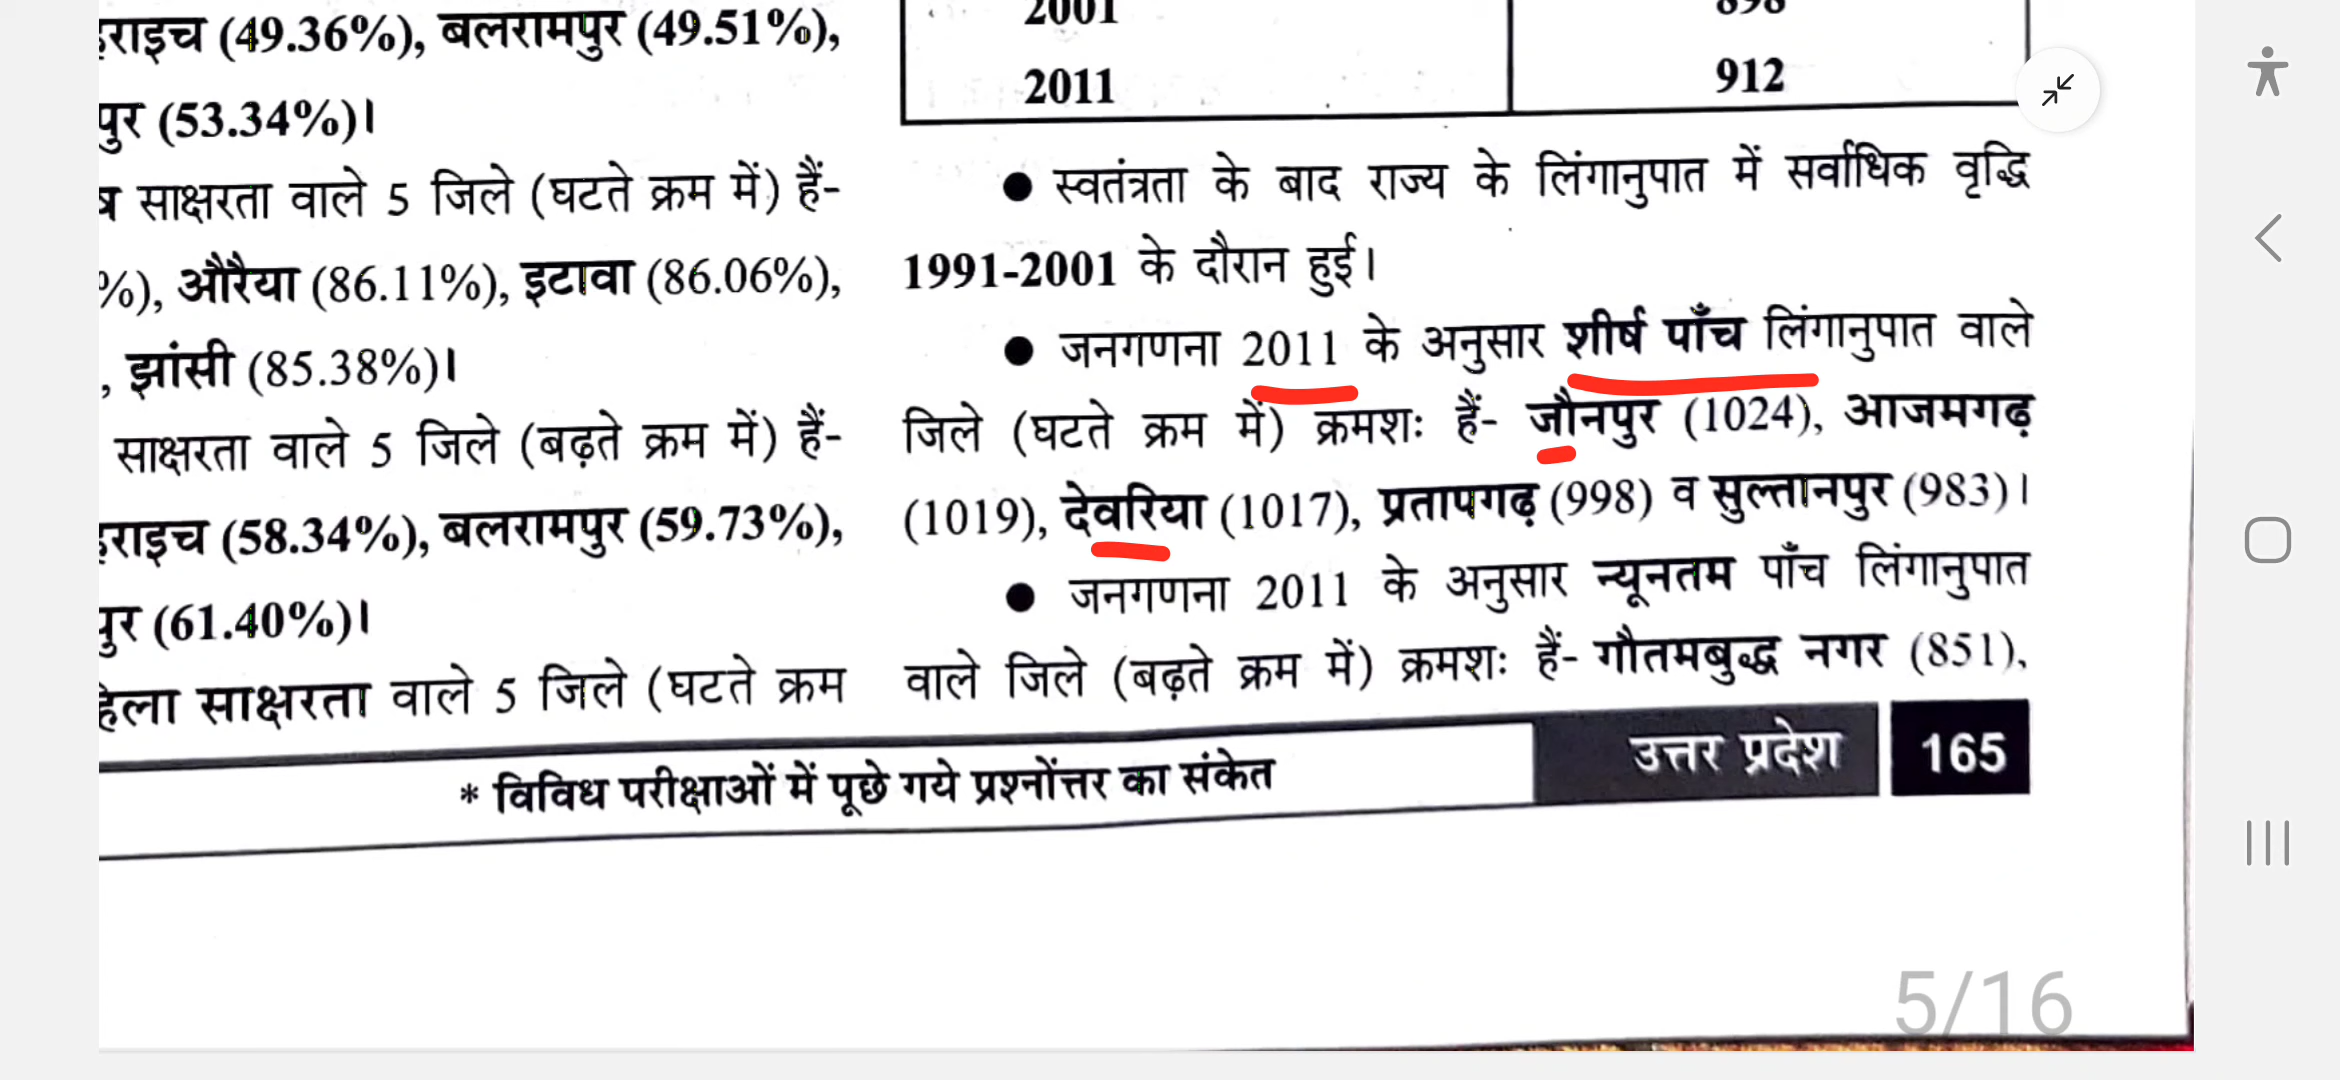 (49.36%), बलरामपुर (49.51%),
पुर (53.34%)।
साक्षरता वाले 5 जिले (घटते क्रम में) हैं-
%), औरैया (86.11%), इटावा (86.06%),
, झांसी (85.38%)।
साक्षरता वाले 5 जिले (बढ़ते क्रम में) हैं-
(58.34%), बलरामपुर (59.73%),
पुर (61.40%)।
साक्षरता वाले 5 जिले (घटते क्रम
2001 898
2011 912
● स्वतंत्रता के बाद राज्य के लिंगानुपात में सर्वाधिक वृद्धि
1991-2001 के दौरान हुई।
● जनगणना 2011 के अनुसार शीर्ष पाँच लिंगानुपात वाले
जिले (घटते क्रम में) क्रमशः हैं- जौनपुर (1024), आजमगढ़
(1019), देवरिया (1017), प्रतापगढ़ (998) व सुल्तानपुर (983)।
● जनगणना 2011 के अनुसार न्यूनतम पाँच लिंगानुपात
वाले जिले (बढ़ते क्रम में) क्रमशः हैं- गौतमबुद्ध नगर (851),
* विविध परीक्षाओं में पूछे गये प्रश्नोंत्तर का संकेत
उत्तर प्रदेश 165
5/16